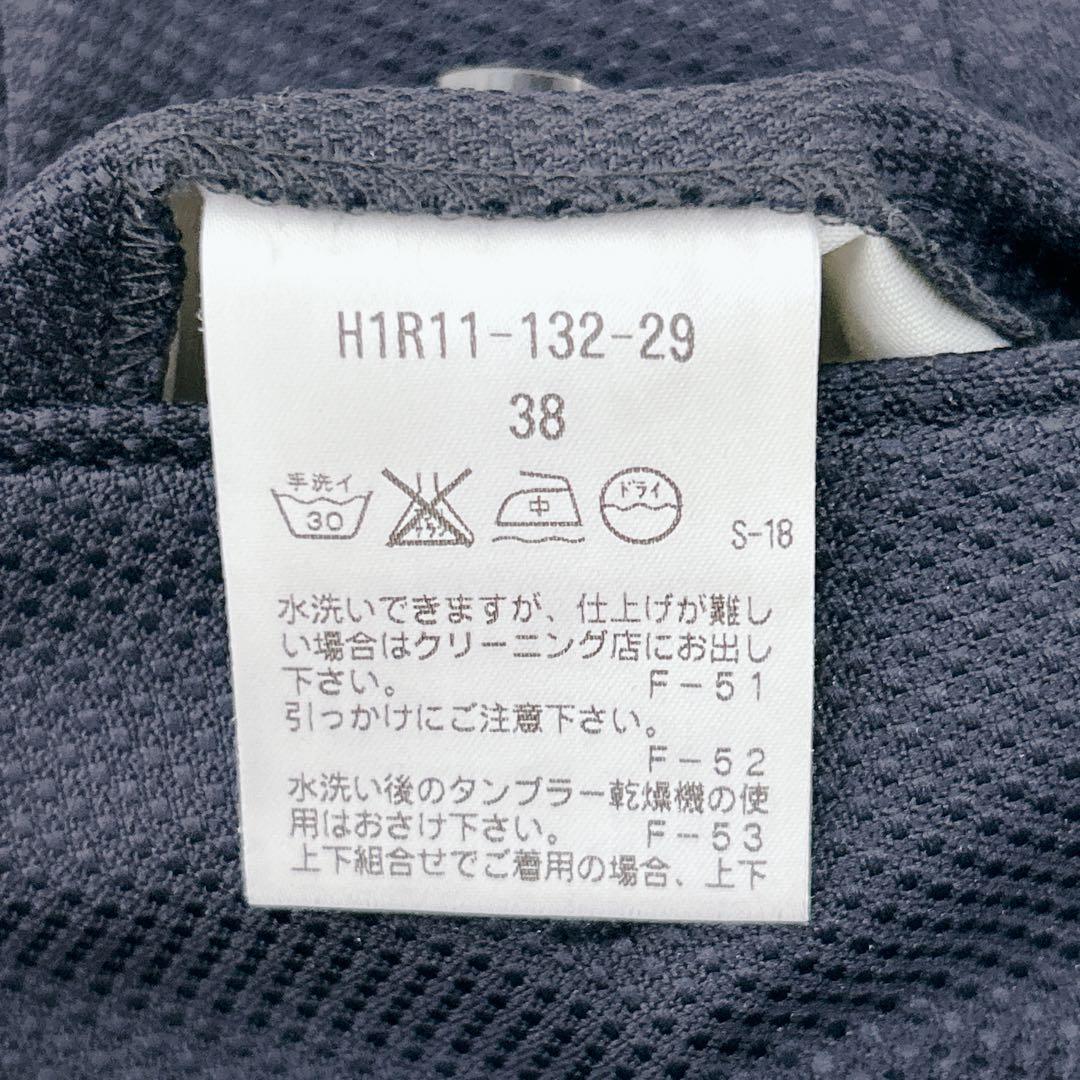 H1R11-132-29
38
手洗イ
30
中
ドライ
S-18
水洗いできますが、仕上げが難し
い場合はクリーニング店にお出し
下さい。 F-51
引っかけにご注意下さい。
F-52
水洗い後のタンブラー乾燥機の使
用はおさけ下さい。 F-53
上下組合せでご着用の場合、上下